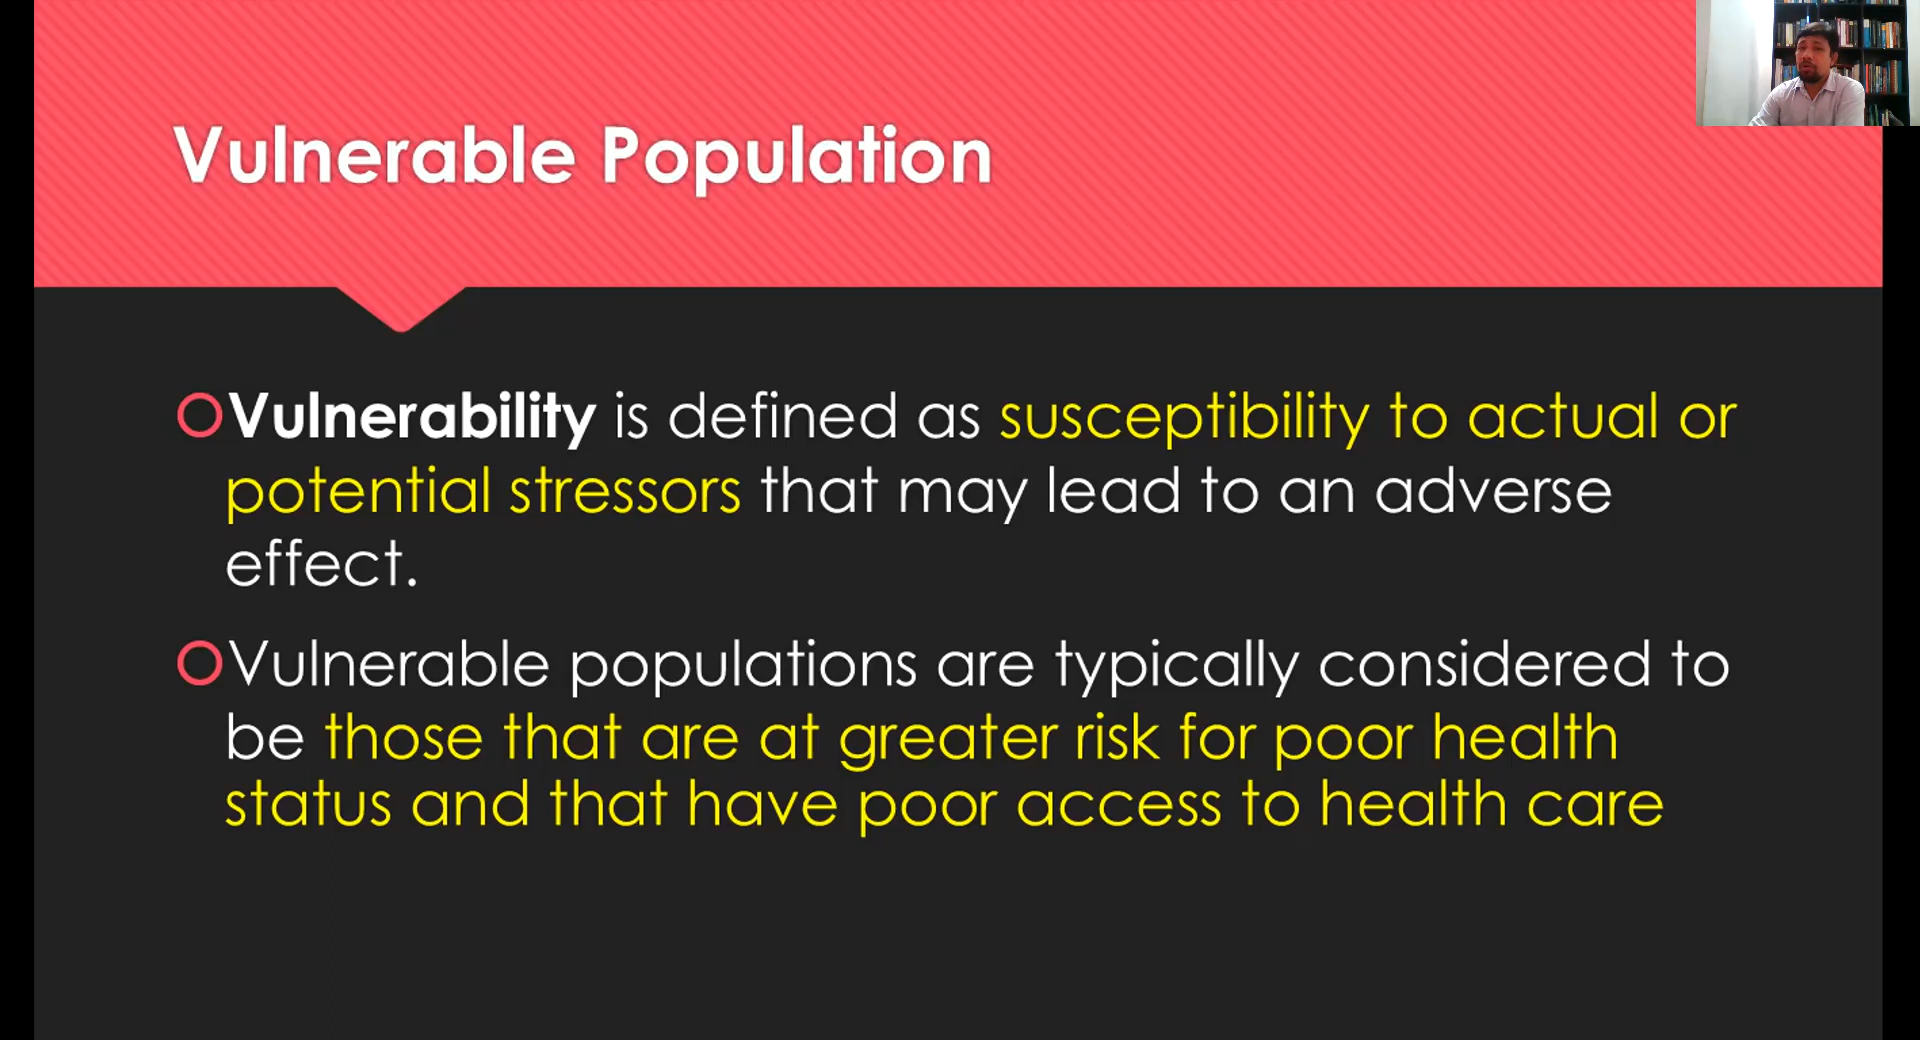 Vulnerable Population
Vulnerability is defined as susceptibility to actual or
potential stressors that may lead to an adverse
effect.
Vulnerable populations are typically considered to
be those that are at greater risk for poor health
status and that have poor access to health care